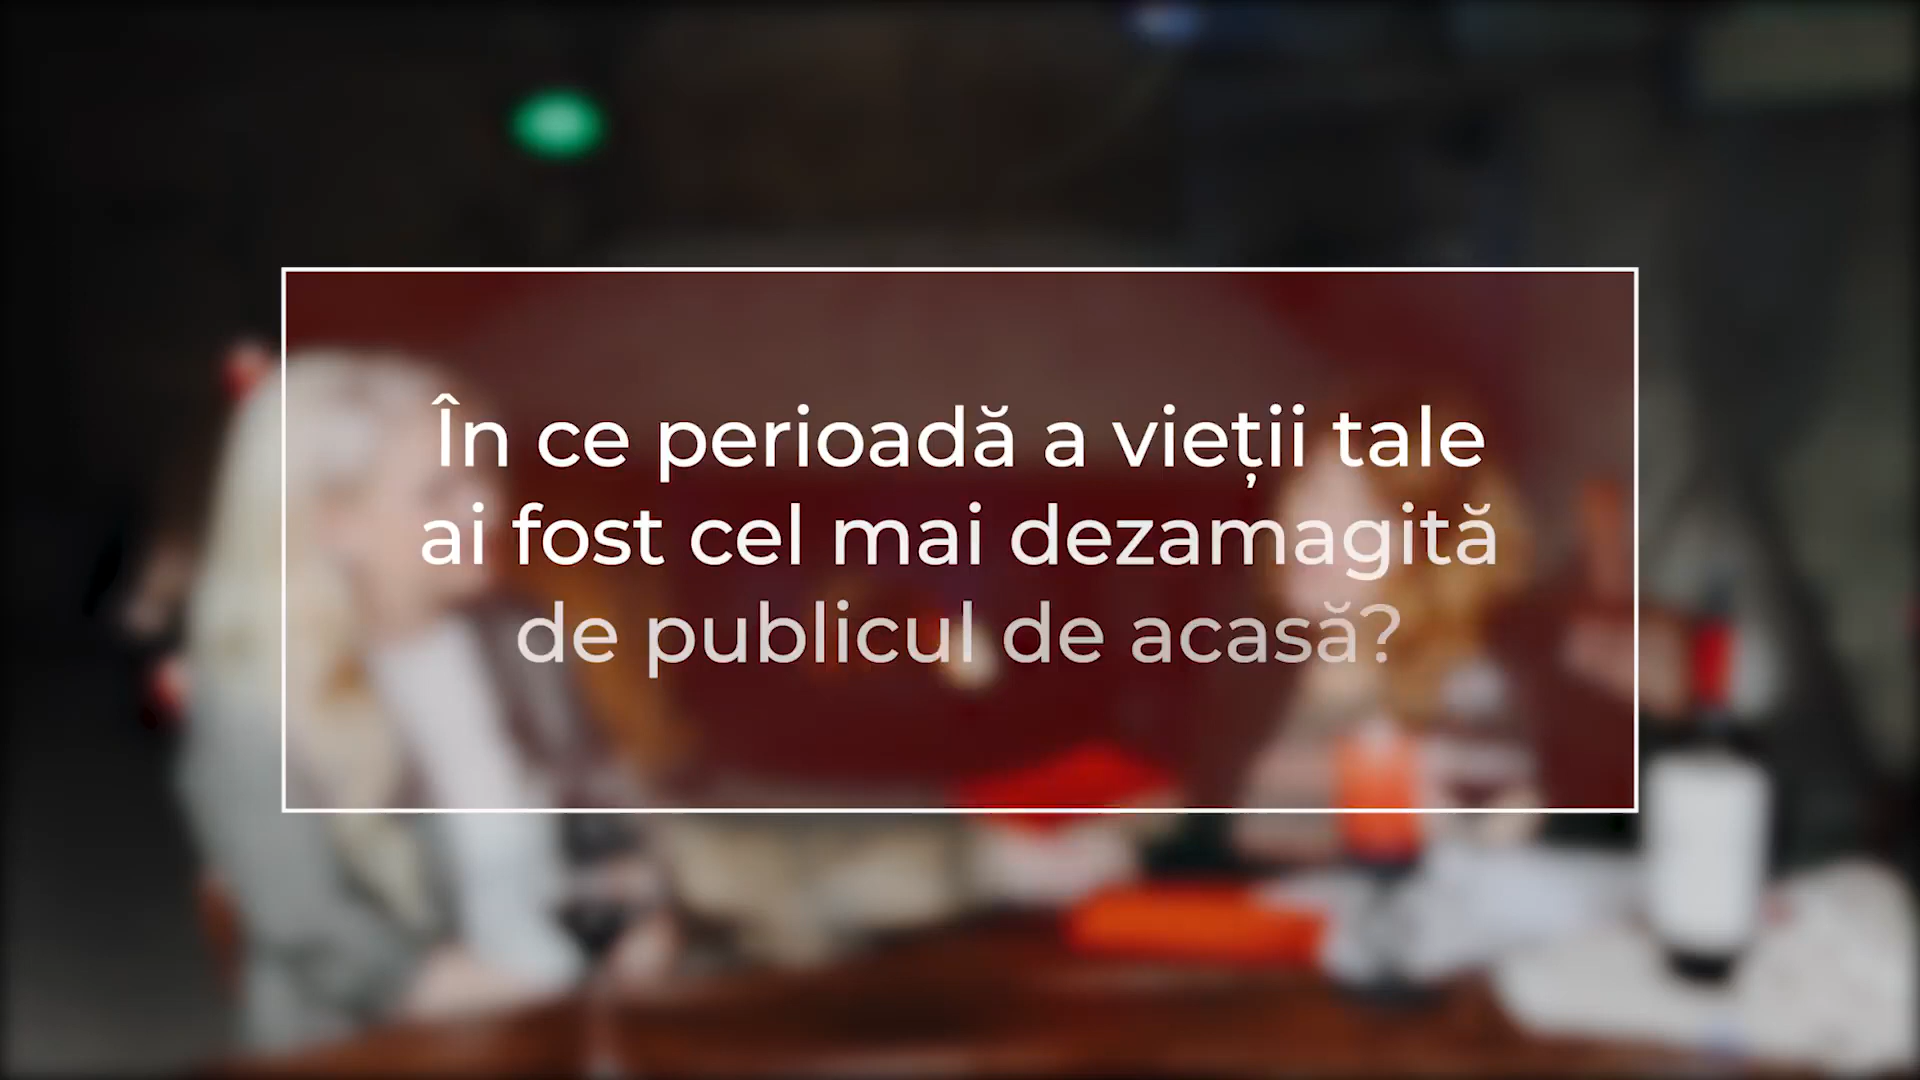 În ce perioadă a vieții tale
ai fost cel mai dezamagită
de publicul de acasă?